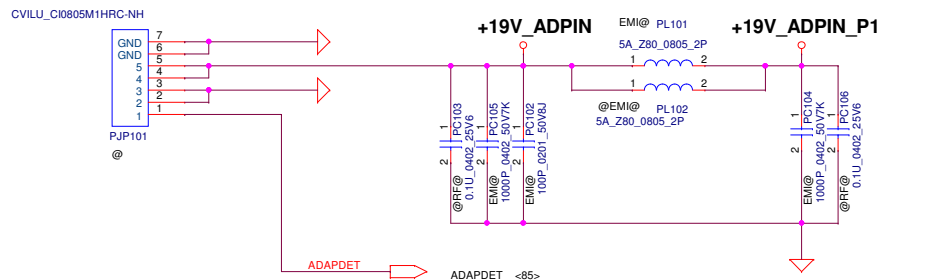 CVILU_CI0805M1HRC-NH
GND
GND
5
4
3
2
1
7
6
5
4
3
2
1
PJP101
@
+19V_ADPIN
EMI@ PL101
5A_Z80_0805_2P
1 2
1 2
@EMI@
PL102
5A_Z80_0805_2P
+19V_ADPIN_P1
1
2
PC103
0.1U_0402_25V6
@RF@
1
2
PC105
1000P_0402_50V7K
EMI@
1
2
PC102
100P_0201_50V8J
EMI@
1
2
PC104
1000P_0402_50V7K
EMI@
1
2
PC106
0.1U_0402_25V6
@RF@
ADAPDET
ADAPDET <85>